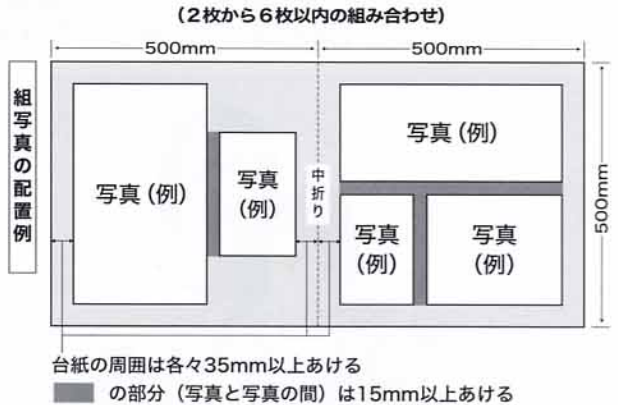 (2枚から6枚以内の組み合わせ)
500mm
500mm
組写真の配置例
写真(例)
写真
(例)
中折り
写真(例)
写真
(例)
写真
(例)
500mm
台紙の周囲は各々35mm以上あける
の部分(写真と写真の間)は15mm以上あける